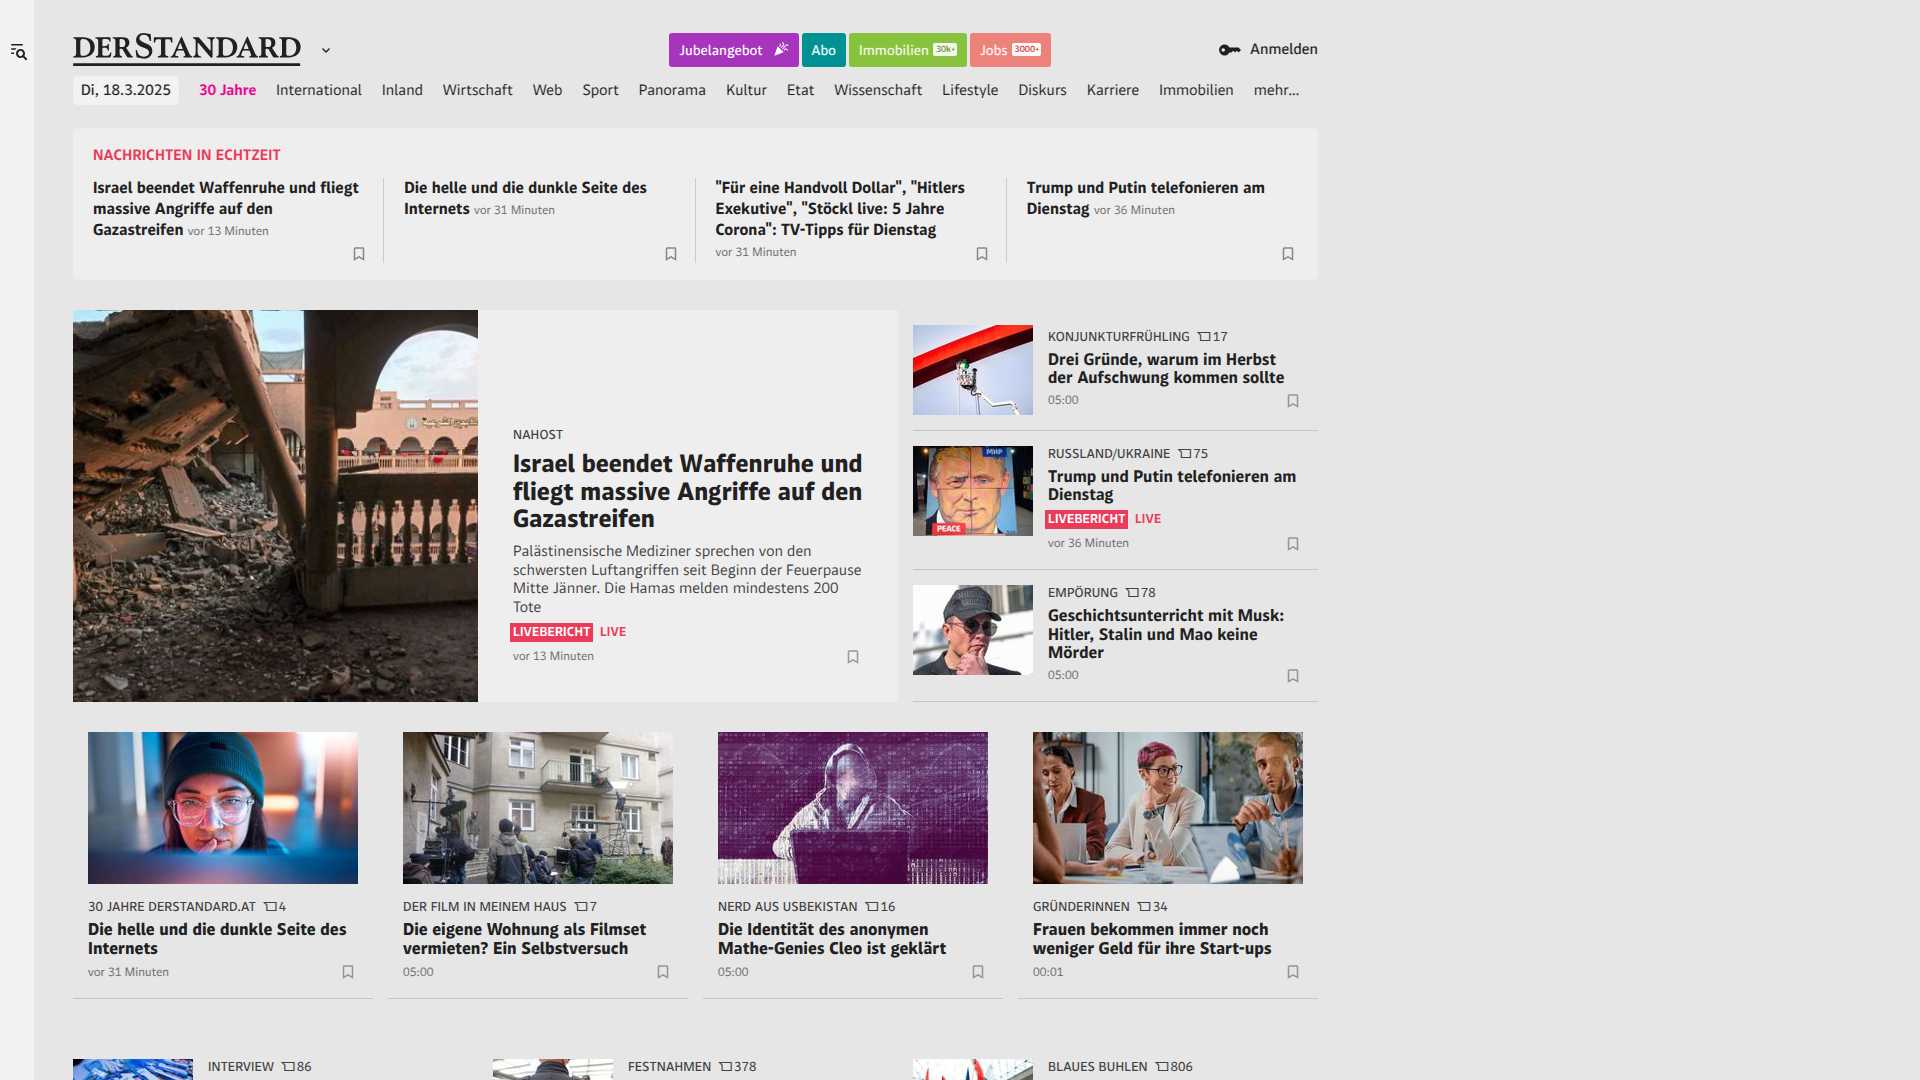 DERSTANDARD
Jubelangebot
Abo
Immobilien 30k+
Jobs 3000+
Anmelden
Di, 18.3.2025
30 Jahre
International
Inland
Wirtschaft
Web
Sport
Panorama
Kultur
Etat
Wissenschaft
Lifestyle
Diskurs
Karriere
Immobilien
mehr...
NACHRICHTEN IN ECHTZEIT
Israel beendet Waffenruhe und fliegt
massive Angriffe auf den
Gazastreifen vor 13 Minuten
Die helle und die dunkle Seite des
Internets vor 31 Minuten
"Für eine Handvoll Dollar", "Hitlers
Exekutive", "Stöckl live: 5 Jahre
Corona": TV-Tipps für Dienstag
vor 31 Minuten
Trump und Putin telefonieren am
Dienstag vor 36 Minuten
NAHOST
Israel beendet Waffenruhe und
fliegt massive Angriffe auf den
Gazastreifen
Palästinensische Mediziner sprechen von den
schwersten Luftangriffen seit Beginn der Feuerpause
Mitte Jänner. Die Hamas melden mindestens 200
Tote
LIVEBERICHT LIVE
vor 13 Minuten
KONJUNKTURFRÜHLING 17
Drei Gründe, warum im Herbst
der Aufschwung kommen sollte
05:00
MHP
PEACE
RUSSLAND/UKRAINE 75
Trump und Putin telefonieren am
Dienstag
LIVEBERICHT LIVE
vor 36 Minuten
EMPÖRUNG 78
Geschichtsunterricht mit Musk:
Hitler, Stalin und Mao keine
Mörder
05:00
30 JAHRE DERSTANDARD.AT 4
Die helle und die dunkle Seite des
Internets
vor 31 Minuten
DER FILM IN MEINEM HAUS 7
Die eigene Wohnung als Filmset
vermieten? Ein Selbstversuch
05:00
NERD AUS USBEKISTAN 16
Die Identität des anonymen
Mathe-Genies Cleo ist geklärt
05:00
GRÜNDERINNEN 34
Frauen bekommen immer noch
weniger Geld für ihre Start-ups
00:01
INTERVIEW 86
FESTNAHMEN 378
BLAUES BUHLEN 806